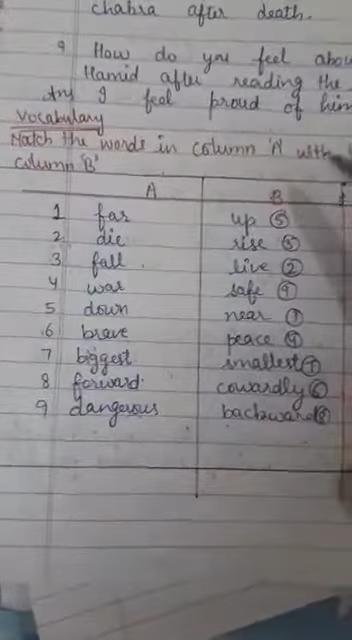 chakra after death.
9 How do you feel abou
Hamid after reading the
Ans I feel proud of him
Vocabulary
Match the words in column 'A' with
column 'B'
A B
1 far up ⑤
2 die rise ③
3 fall live ②
4 war safe ⑨
5 down near ①
6 brave peace ④
7 biggest smallest ⑦
8 forward cowardly ⑥
9 dangerous backward ⑧